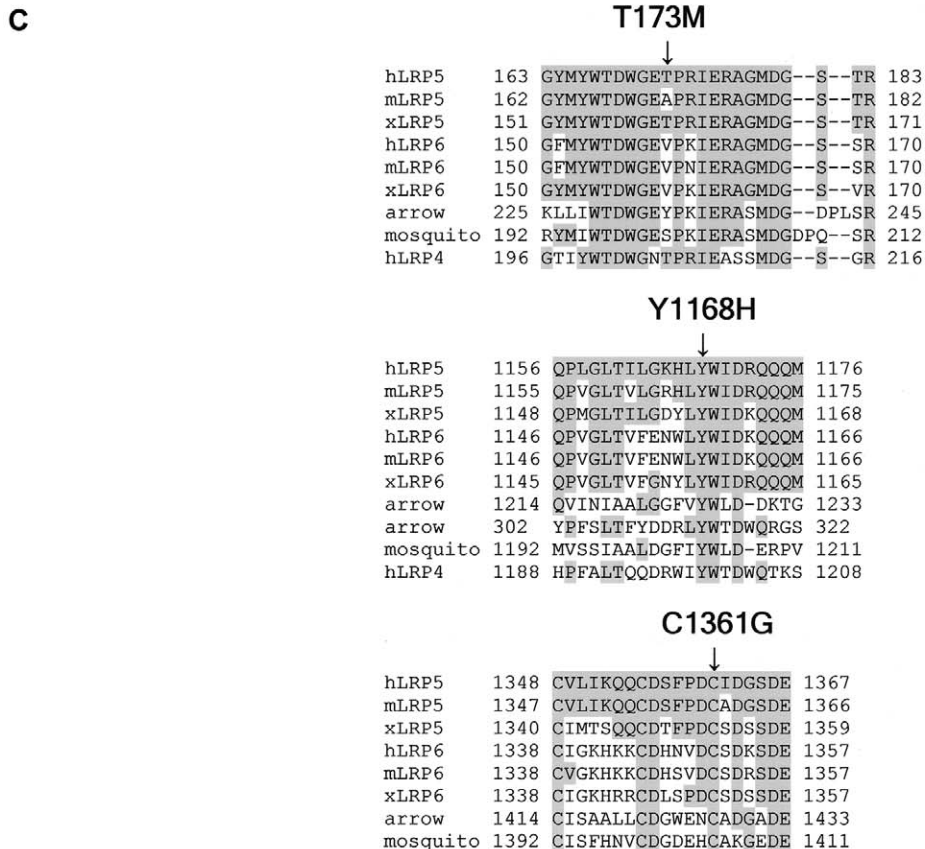 C
T173M
↓
hLRP5 163 GYMYWTDWGETPRIERAGMDG--S--TR 183
mLRP5 162 GYMYWTDWGEAPRIERAGMDG--S--TR 182
xLRP5 151 GYMYWTDWGETPRIERAGMDG--S--TR 171
hLRP6 150 GFMYWTDWGEVPKIERAGMDG--S--SR 170
mLRP6 150 GFMYWTDWGEVPNIERAGMDG--S--SR 170
xLRP6 150 GYMYWTDWGEVPKIERAGMDG--S--VR 170
arrow 225 KLLIWTDWGEYPKIERASMDG--DPLSR 245
mosquito 192 RYMIWTDWGESPKIERASMDGDPQ--SR 212
hLRP4 196 GTIYWTDWGNTPRIEASSMDG--S--GR 216
Y1168H
↓
hLRP5 1156 QPLGLTILGKHLYWIDRQQQM 1176
mLRP5 1155 QPVGLTVLGRHLYWIDRQQQM 1175
xLRP5 1148 QPMGLTILGDYLYWIDKQQQM 1168
hLRP6 1146 QPVGLTVFENWLYWIDKQQQM 1166
mLRP6 1146 QPVGLTVFENWLYWIDKQQQM 1166
xLRP6 1145 QPVGLTVFGNYLYWIDRQQQM 1165
arrow 1214 QVINIAALGGFVYWLD-DKTG 1233
arrow 302 YPFSLTFYDDRLYWTDWQRGS 322
mosquito 1192 MVSSIAALDGFIYWLD-ERPV 1211
hLRP4 1188 HPFALTQQDRWIYWTDWQTKS 1208
C1361G
↓
hLRP5 1348 CVLIKQQCDSFPDCIDGSDE 1367
mLRP5 1347 CVLIKQQCDSFPDCADGSDE 1366
xLRP5 1340 CIMTSQQCDTFPDCSDKSDE 1359
hLRP6 1338 CIGKHKKCDHNVDCSDKSDE 1357
mLRP6 1338 CVGKHKKCDHSVDCSDRSDE 1357
xLRP6 1338 CIGKHRRCDLSPDCSDSSDE 1357
arrow 1414 CISAALLCDGWENCADGADE 1433
mosquito 1392 CISFHNVCDGDEHCAKGEDE 1411